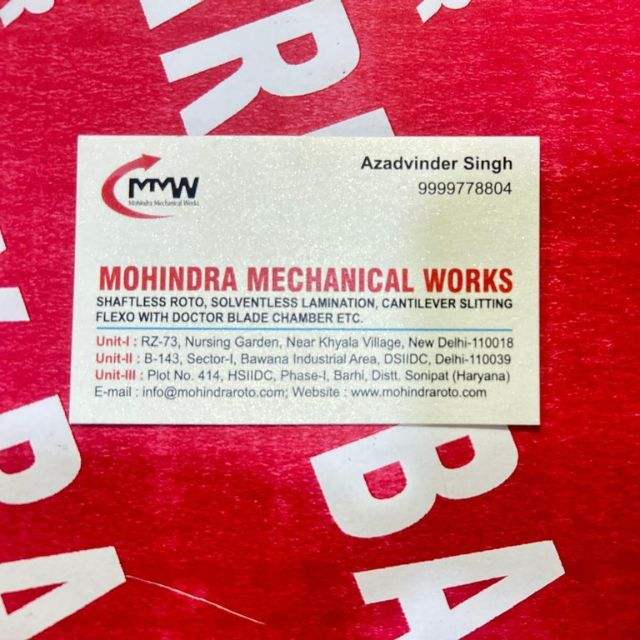 Azadvinder Singh
9999778804
MMW
Mohindra Mechanical Works
MOHINDRA MECHANICAL WORKS
SHAFTLESS ROTO, SOLVENTLESS LAMINATION, CANTILEVER SLITTING
FLEXO WITH DOCTOR BLADE CHAMBER ETC.
Unit-I : RZ-73, Nursing Garden, Near Khyala Village, New Delhi-110018
Unit-II : B-143, Sector-I, Bawana Industrial Area, DSIIDC, Delhi-110039
Unit-III : Plot No. 414, HSIIDC, Phase-I, Barhi, Distt. Sonipat (Haryana)
E-mail : info@mohindraroto.com; Website : www.mohindraroto.com